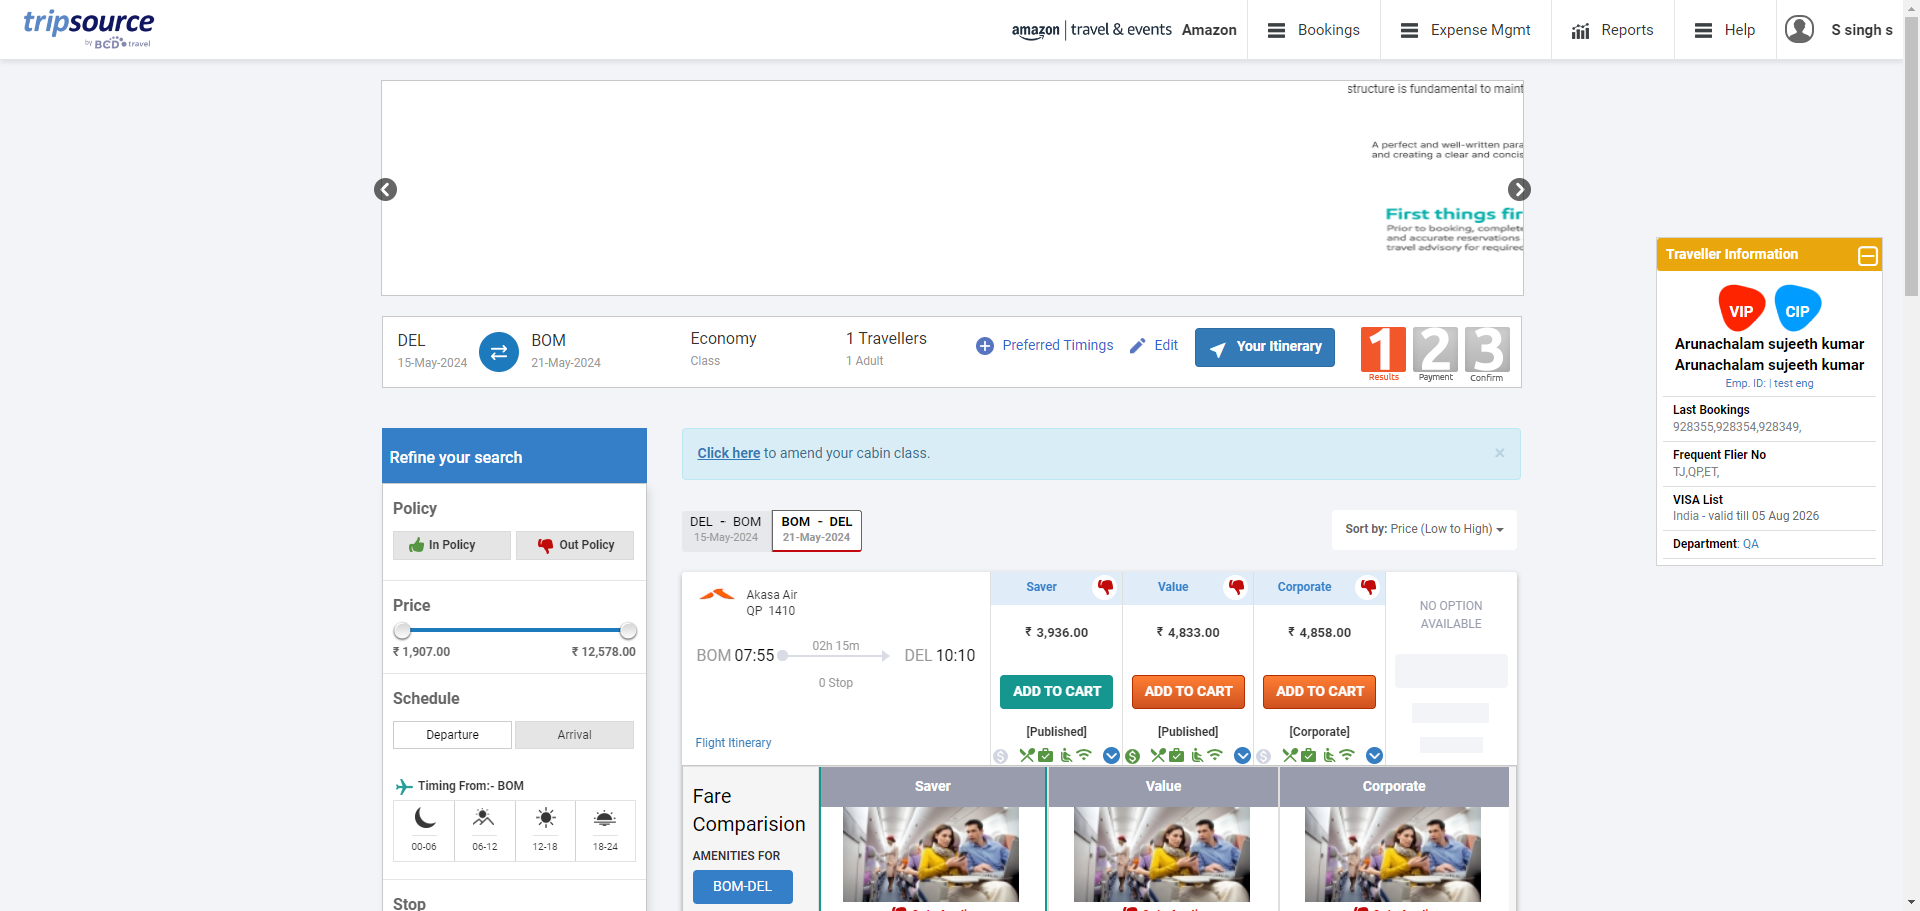 tripsource
by BCD travel
amazon | travel & events Amazon
Bookings
Expense Mgmt
Reports
Help
S singh s
structure is fundamental to maint
A perfect and well-written para
and creating a clear and concis
First things fir
Prior to booking, complete
and accurate reservations
travel advisory for required
DEL
15-May-2024
BOM
21-May-2024
Economy
Class
1 Travellers
1 Adult
Preferred Timings
Edit
Your Itinerary
1 2 3
Results Payment Confirm
Traveller Information
VIP CIP
Arunachalam sujeeth kumar
Arunachalam sujeeth kumar
Emp. ID: | test eng
Last Bookings
928355,928354,928349,
Frequent Flier No
TJ,QP,ET,
VISA List
India - valid till 05 Aug 2026
Department: QA
Refine your search
Policy
In Policy
Out Policy
Price
₹ 1,907.00
₹ 12,578.00
Schedule
Departure
Arrival
Timing From:- BOM
00-06 06-12 12-18 18-24
Stop
Click here to amend your cabin class.
×
DEL - BOM
15-May-2024
BOM - DEL
21-May-2024
Sort by: Price (Low to High)
Akasa Air
QP 1410
BOM 07:55
02h 15m
DEL 10:10
0 Stop
Flight Itinerary
Saver
₹ 3,936.00
ADD TO CART
[Published]
Value
₹ 4,833.00
ADD TO CART
[Published]
Corporate
₹ 4,858.00
ADD TO CART
[Corporate]
NO OPTION
AVAILABLE
Fare
Comparision
AMENITIES FOR
BOM-DEL
Saver
Value
Corporate